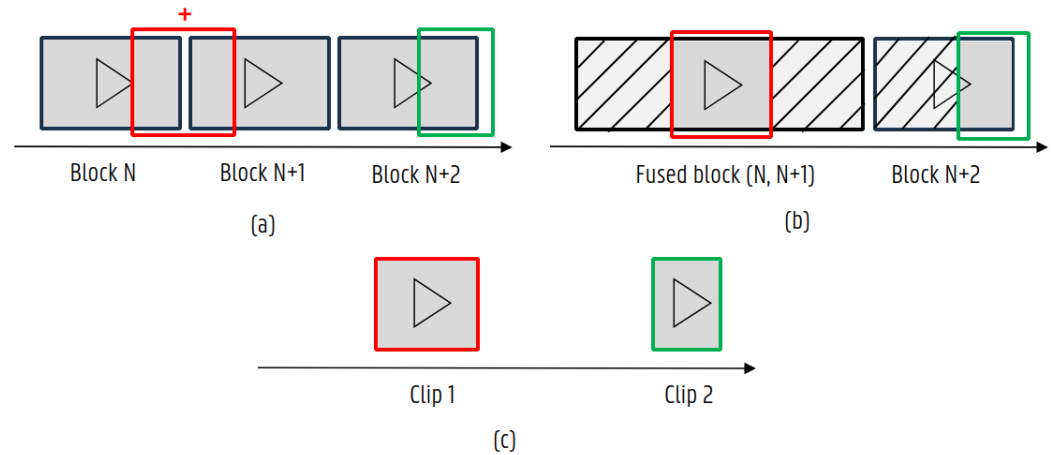 +
Block N
Block N+1
Block N+2
(a)
Fused block (N, N+1)
Block N+2
(b)
Clip 1
Clip 2
(c)